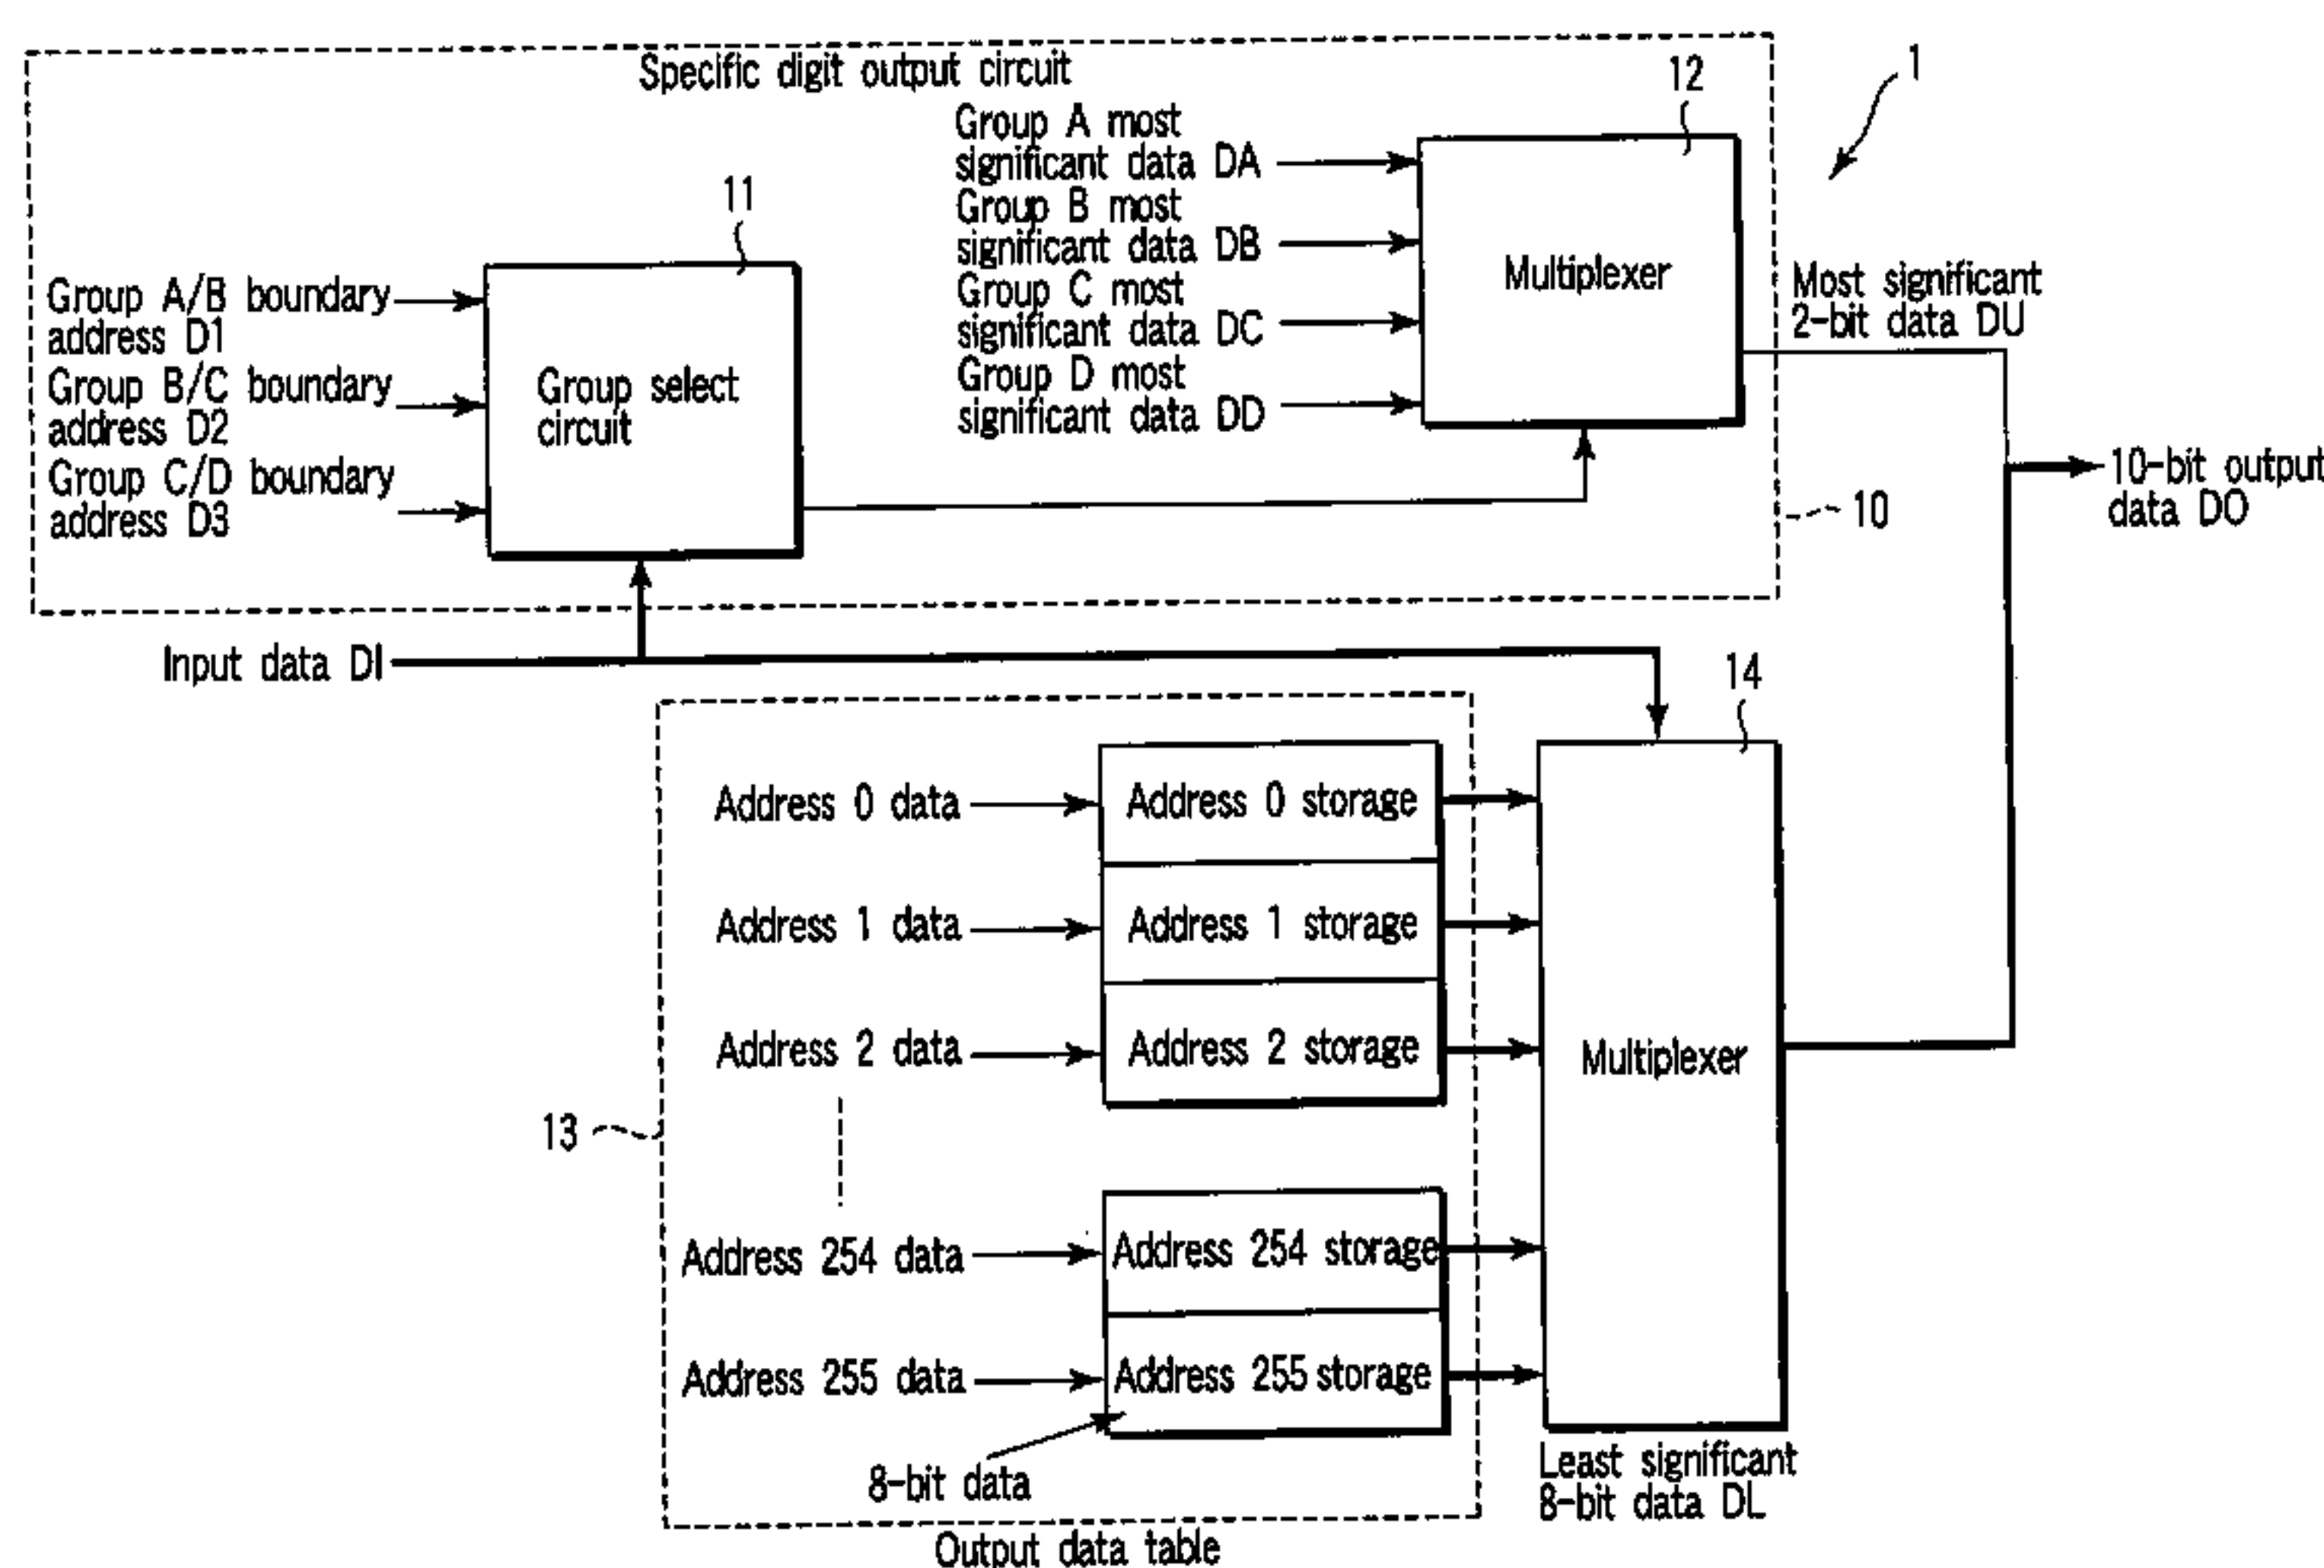 Specific digit output circuit
12
1
Group A most
significant data DA
Group B most
significant data DB
Group C most
significant data DC
Group D most
significant data DD
Multiplexer
11
Group A/B boundary
address D1
Group B/C boundary
address D2
Group C/D boundary
address D3
Group select
circuit
Most significant
2-bit data DU
10-bit output
data DO
10
Input data DI
14
Address 0 data
Address 0 storage
Address 1 data
Address 1 storage
Address 2 data
Address 2 storage
Multiplexer
13
Address 254 data
Address 254 storage
Address 255 data
Address 255 storage
8-bit data
Least significant
8-bit data DL
Output data table